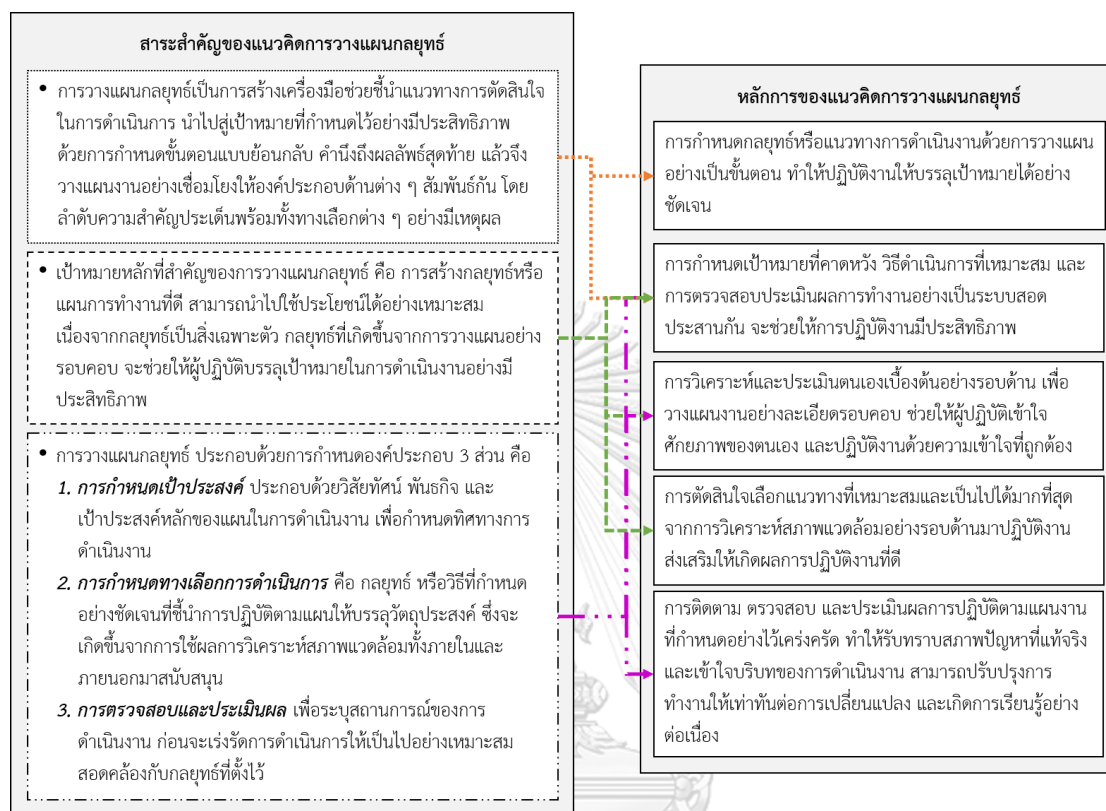 สาระสำคัญของแนวคิดการวางแผนกลยุทธ์
• การวางแผนกลยุทธ์เป็นการสร้างเครื่องมือช่วยชี้นำแนวทางการตัดสินใจ
ในการดำเนินการ นำไปสู่เป้าหมายที่กำหนดไว้อย่างมีประสิทธิภาพ
ด้วยการกำหนดขั้นตอนแบบย้อนกลับ คำนึงถึงผลลัพธ์สุดท้าย แล้วจึง
วางแผนงานอย่างเชื่อมโยงให้องค์ประกอบด้านต่าง ๆ สัมพันธ์กัน โดย
ลำดับความสำคัญประเด็นพร้อมทั้งทางเลือกต่าง ๆ อย่างมีเหตุผล
• เป้าหมายหลักที่สำคัญของการวางแผนกลยุทธ์ คือ การสร้างกลยุทธ์หรือ
แผนการทำงานที่ดี สามารถนำไปใช้ประโยชน์ได้อย่างเหมาะสม
เนื่องจากกลยุทธ์เป็นสิ่งเฉพาะตัว กลยุทธ์ที่เกิดขึ้นจากการวางแผนอย่าง
รอบคอบ จะช่วยให้ผู้ปฏิบัติบรรลุเป้าหมายในการดำเนินงานอย่างมี
ประสิทธิภาพ
• การวางแผนกลยุทธ์ ประกอบด้วยการกำหนดองค์ประกอบ 3 ส่วน คือ
1. การกำหนดเป้าประสงค์ ประกอบด้วยวิสัยทัศน์ พันธกิจ และ
เป้าประสงค์หลักของแผนในการดำเนินงาน เพื่อกำหนดทิศทางการ
ดำเนินงาน
2. การกำหนดทางเลือกการดำเนินการ คือ กลยุทธ์ หรือวิธีที่กำหนด
อย่างชัดเจนที่ชี้นำการปฏิบัติตามแผนให้บรรลุวัตถุประสงค์ ซึ่งจะ
เกิดขึ้นจากการใช้ผลการวิเคราะห์สภาพแวดล้อมทั้งภายในและ
ภายนอกมาสนับสนุน
3. การตรวจสอบและประเมินผล เพื่อระบุสถานการณ์ของการ
ดำเนินงาน ก่อนจะเร่งรัดการดำเนินการให้เป็นไปอย่างเหมาะสม
สอดคล้องกับกลยุทธ์ที่ตั้งไว้
หลักการของแนวคิดการวางแผนกลยุทธ์
การกำหนดกลยุทธ์หรือแนวทางการดำเนินงานด้วยการวางแผน
อย่างเป็นขั้นตอน ทำให้ปฏิบัติงานให้บรรลุเป้าหมายได้อย่าง
ชัดเจน
การกำหนดเป้าหมายที่คาดหวัง วิธีดำเนินการที่เหมาะสม และ
การตรวจสอบประเมินผลการทำงานอย่างเป็นระบบสอด
ประสานกัน จะช่วยให้การปฏิบัติงานมีประสิทธิภาพ
การวิเคราะห์และประเมินตนเองเบื้องต้นอย่างรอบด้าน เพื่อ
วางแผนงานอย่างละเอียดรอบคอบ ช่วยให้ผู้ปฏิบัติเข้าใจ
ศักยภาพของตนเอง และปฏิบัติงานด้วยความเข้าใจที่ถูกต้อง
การตัดสินใจเลือกแนวทางที่เหมาะสมและเป็นไปได้มากที่สุด
จากการวิเคราะห์สภาพแวดล้อมอย่างรอบด้านมาปฏิบัติงาน
ส่งเสริมให้เกิดผลการปฏิบัติงานที่ดี
การติดตาม ตรวจสอบ และประเมินผลการปฏิบัติตามแผนงาน
ที่กำหนดอย่างไว้เคร่งครัด ทำให้รับทราบสภาพปัญหาที่แท้จริง
และเข้าใจบริบทของการดำเนินงาน สามารถปรับปรุงการ
ทำงานให้เท่าทันต่อการเปลี่ยนแปลง และเกิดการเรียนรู้อย่าง
ต่อเนื่อง